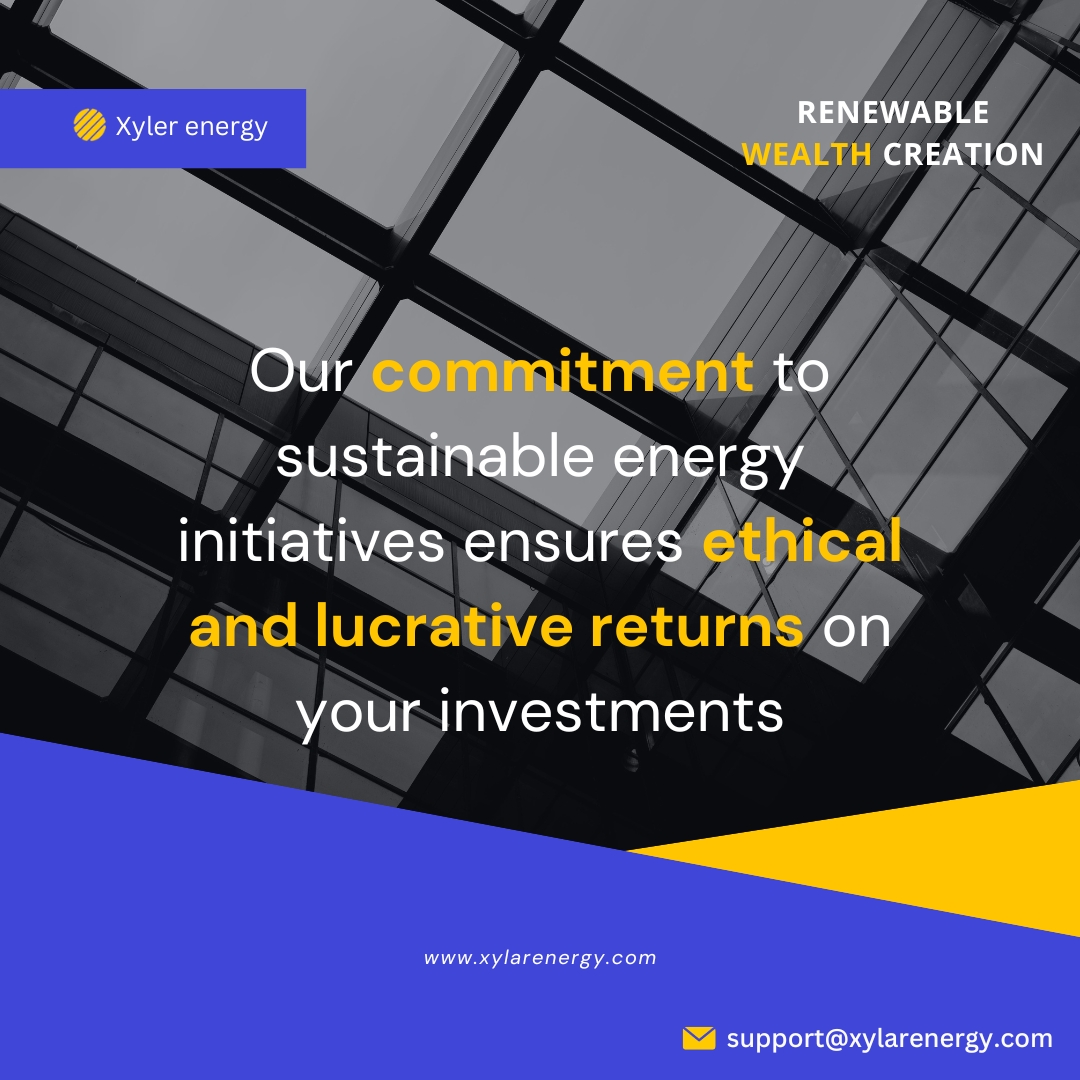 Xyler energy
RENEWABLE
WEALTH CREATION
Our commitment to
sustainable energy
initiatives ensures ethical
and lucrative returns on
your investments
www.xylarenergy.com
support@xylarenergy.com